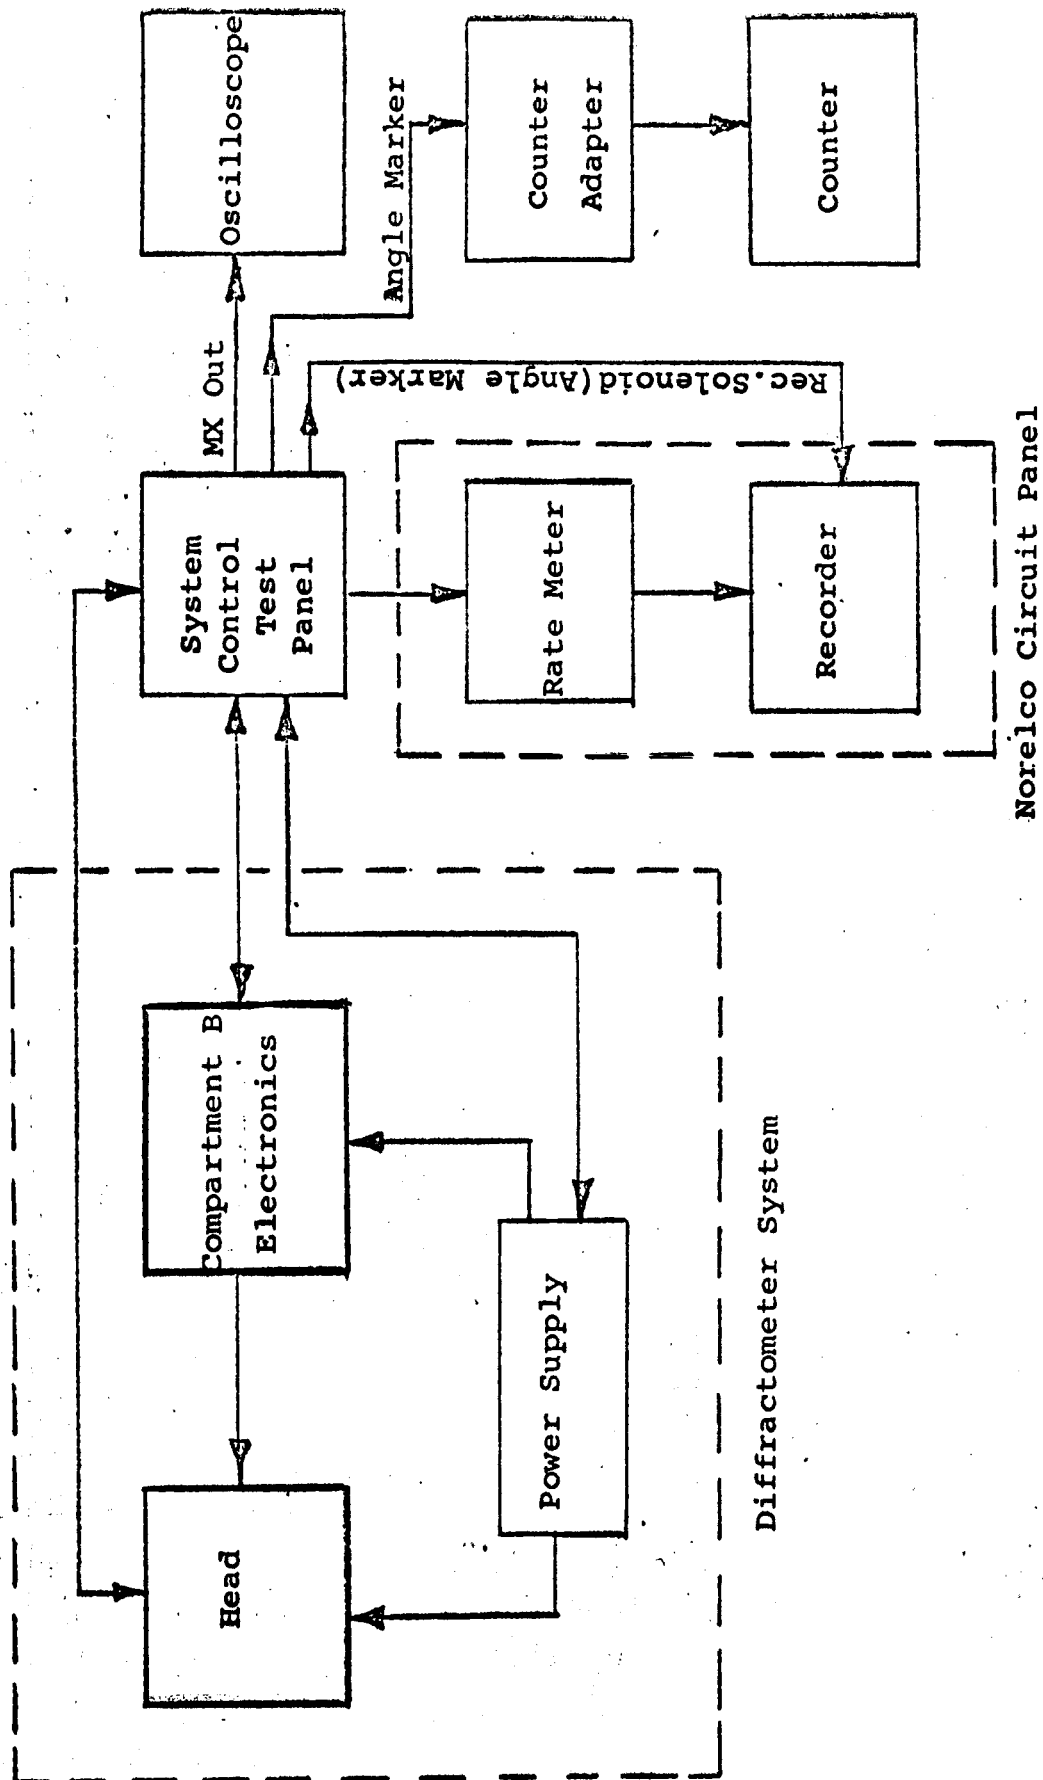 Head
Compartment B
Electronics
Power Supply
Diffractometer System
System
Control
Test
Panel
MX Out
Oscilloscope
Angle Marker
Rec.Solenoid(Angle Marker)
Counter
Adapter
Counter
Rate Meter
Recorder
Norelco Circuit Panel